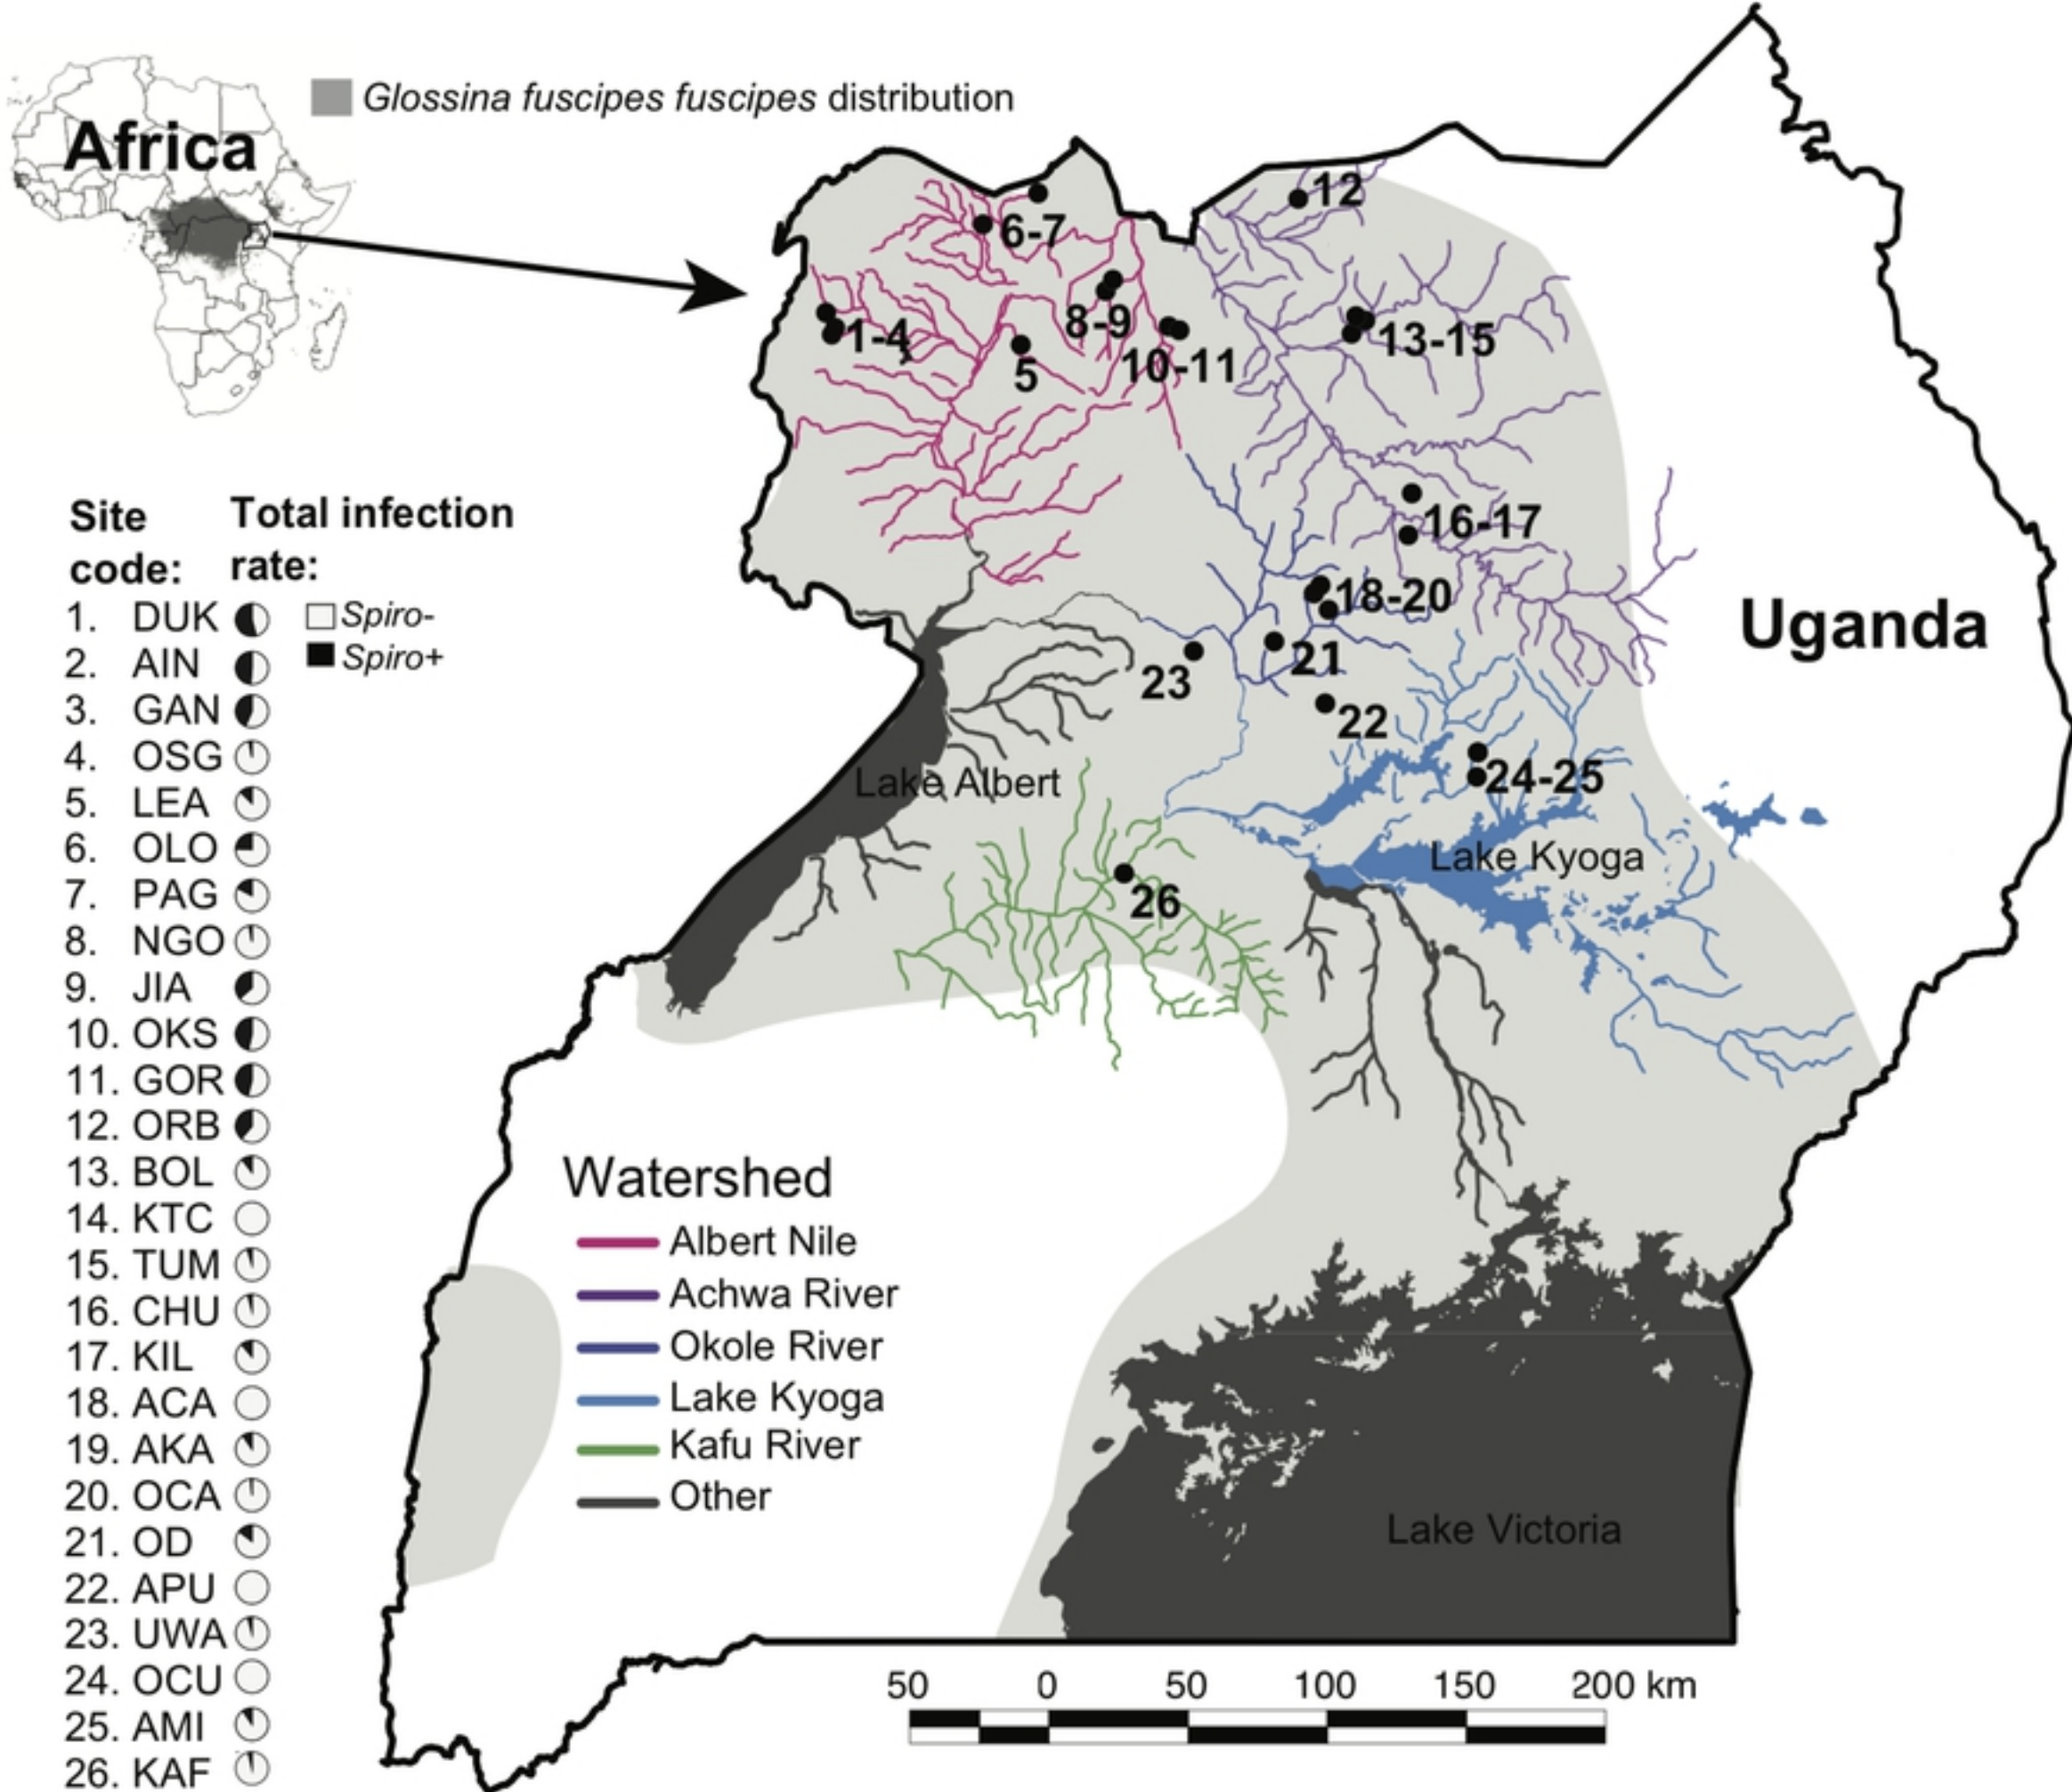 Glossina fuscipes fuscipes distribution
Africa
12
6-7
8-9
1-4
13-15
10-11
5
16-17
18-20
Uganda
21
23
22
24-25
Lake Albert
Lake Kyoga
26
Site code:
Total infection rate:
Spiro-
Spiro+
1. DUK
2. AIN
3. GAN
4. OSG
5. LEA
6. OLO
7. PAG
8. NGO
9. JIA
10. OKS
11. GOR
12. ORB
13. BOL
14. KTC
15. TUM
16. CHU
17. KIL
18. ACA
19. AKA
20. OCA
21. OD
22. APU
23. UWA
24. OCU
25. AMI
26. KAF
Watershed
Albert Nile
Achwa River
Okole River
Lake Kyoga
Kafu River
Other
Lake Victoria
50 0 50 100 150 200 km